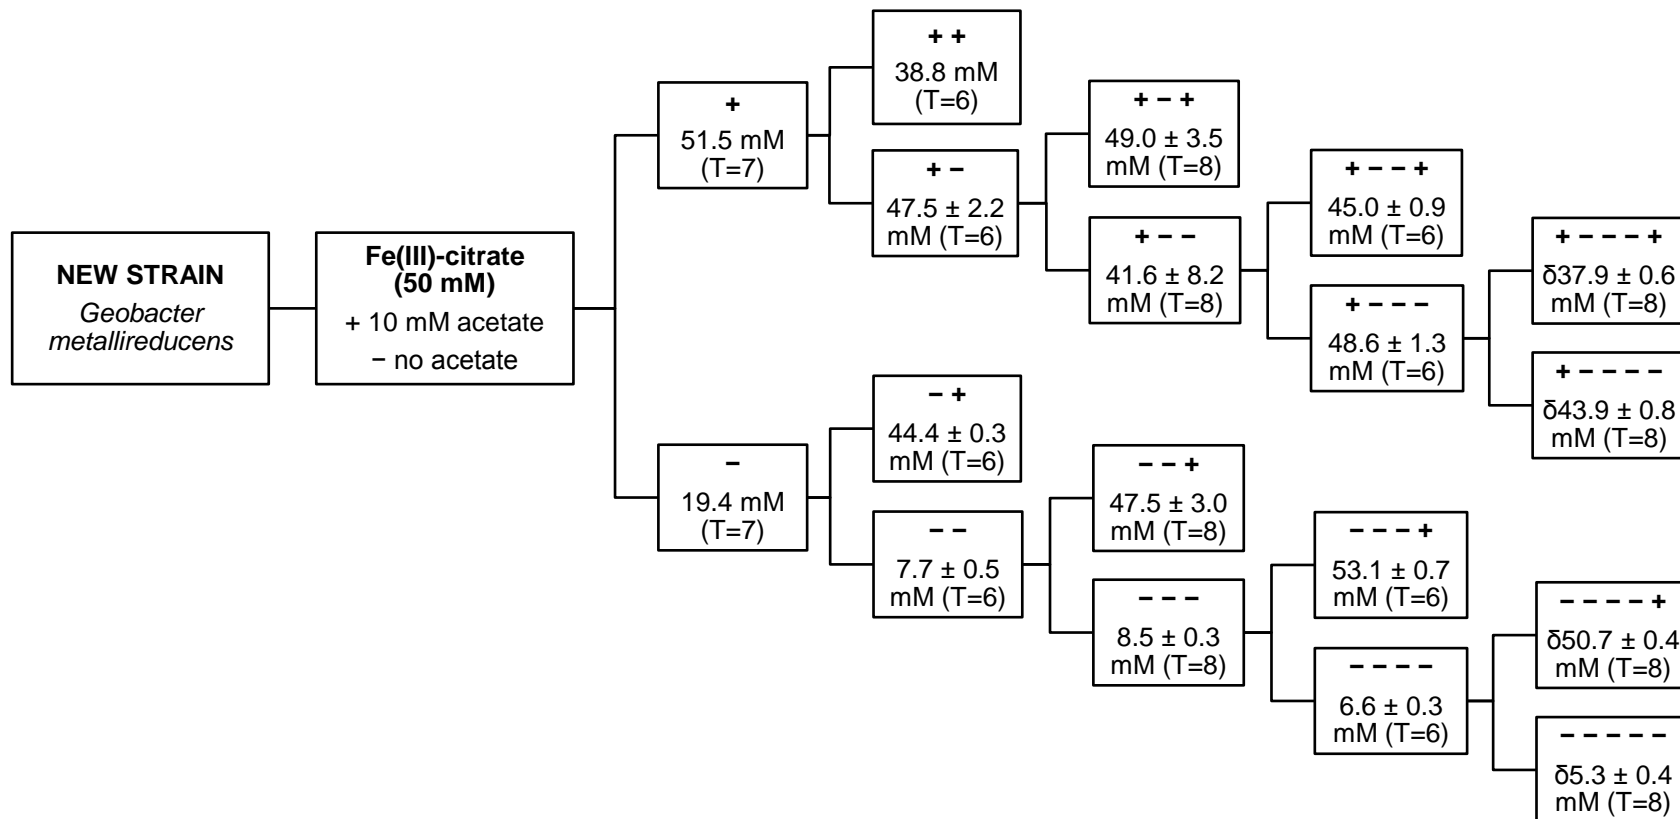 NEW STRAIN
Geobacter
metallireducens
Fe(III)-citrate
(50 mM)
+ 10 mM acetate
− no acetate
+
51.5 mM
(T=7)
−
19.4 mM
(T=7)
+ +
38.8 mM
(T=6)
+ −
47.5 ± 2.2
mM (T=6)
− +
44.4 ± 0.3
mM (T=6)
− −
7.7 ± 0.5
mM (T=6)
+ − +
49.0 ± 3.5
mM (T=8)
+ − −
41.6 ± 8.2
mM (T=8)
− − +
47.5 ± 3.0
mM (T=8)
− − −
8.5 ± 0.3
mM (T=8)
+ − − +
45.0 ± 0.9
mM (T=6)
+ − − −
48.6 ± 1.3
mM (T=6)
− − − +
53.1 ± 0.7
mM (T=6)
− − − −
6.6 ± 0.3
mM (T=6)
+ − − − +
δ37.9 ± 0.6
mM (T=8)
+ − − − −
δ43.9 ± 0.8
mM (T=8)
− − − − +
δ50.7 ± 0.4
mM (T=8)
− − − − −
δ5.3 ± 0.4
mM (T=8)